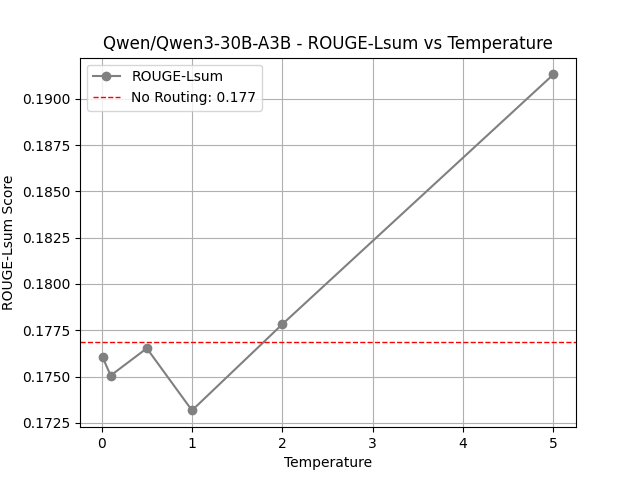 Qwen/Qwen3-30B-A3B - ROUGE-Lsum vs Temperature
ROUGE-Lsum
No Routing: 0.177
ROUGE-Lsum Score
0.1900
0.1875
0.1850
0.1825
0.1800
0.1775
0.1750
0.1725
0 1 2 3 4 5
Temperature